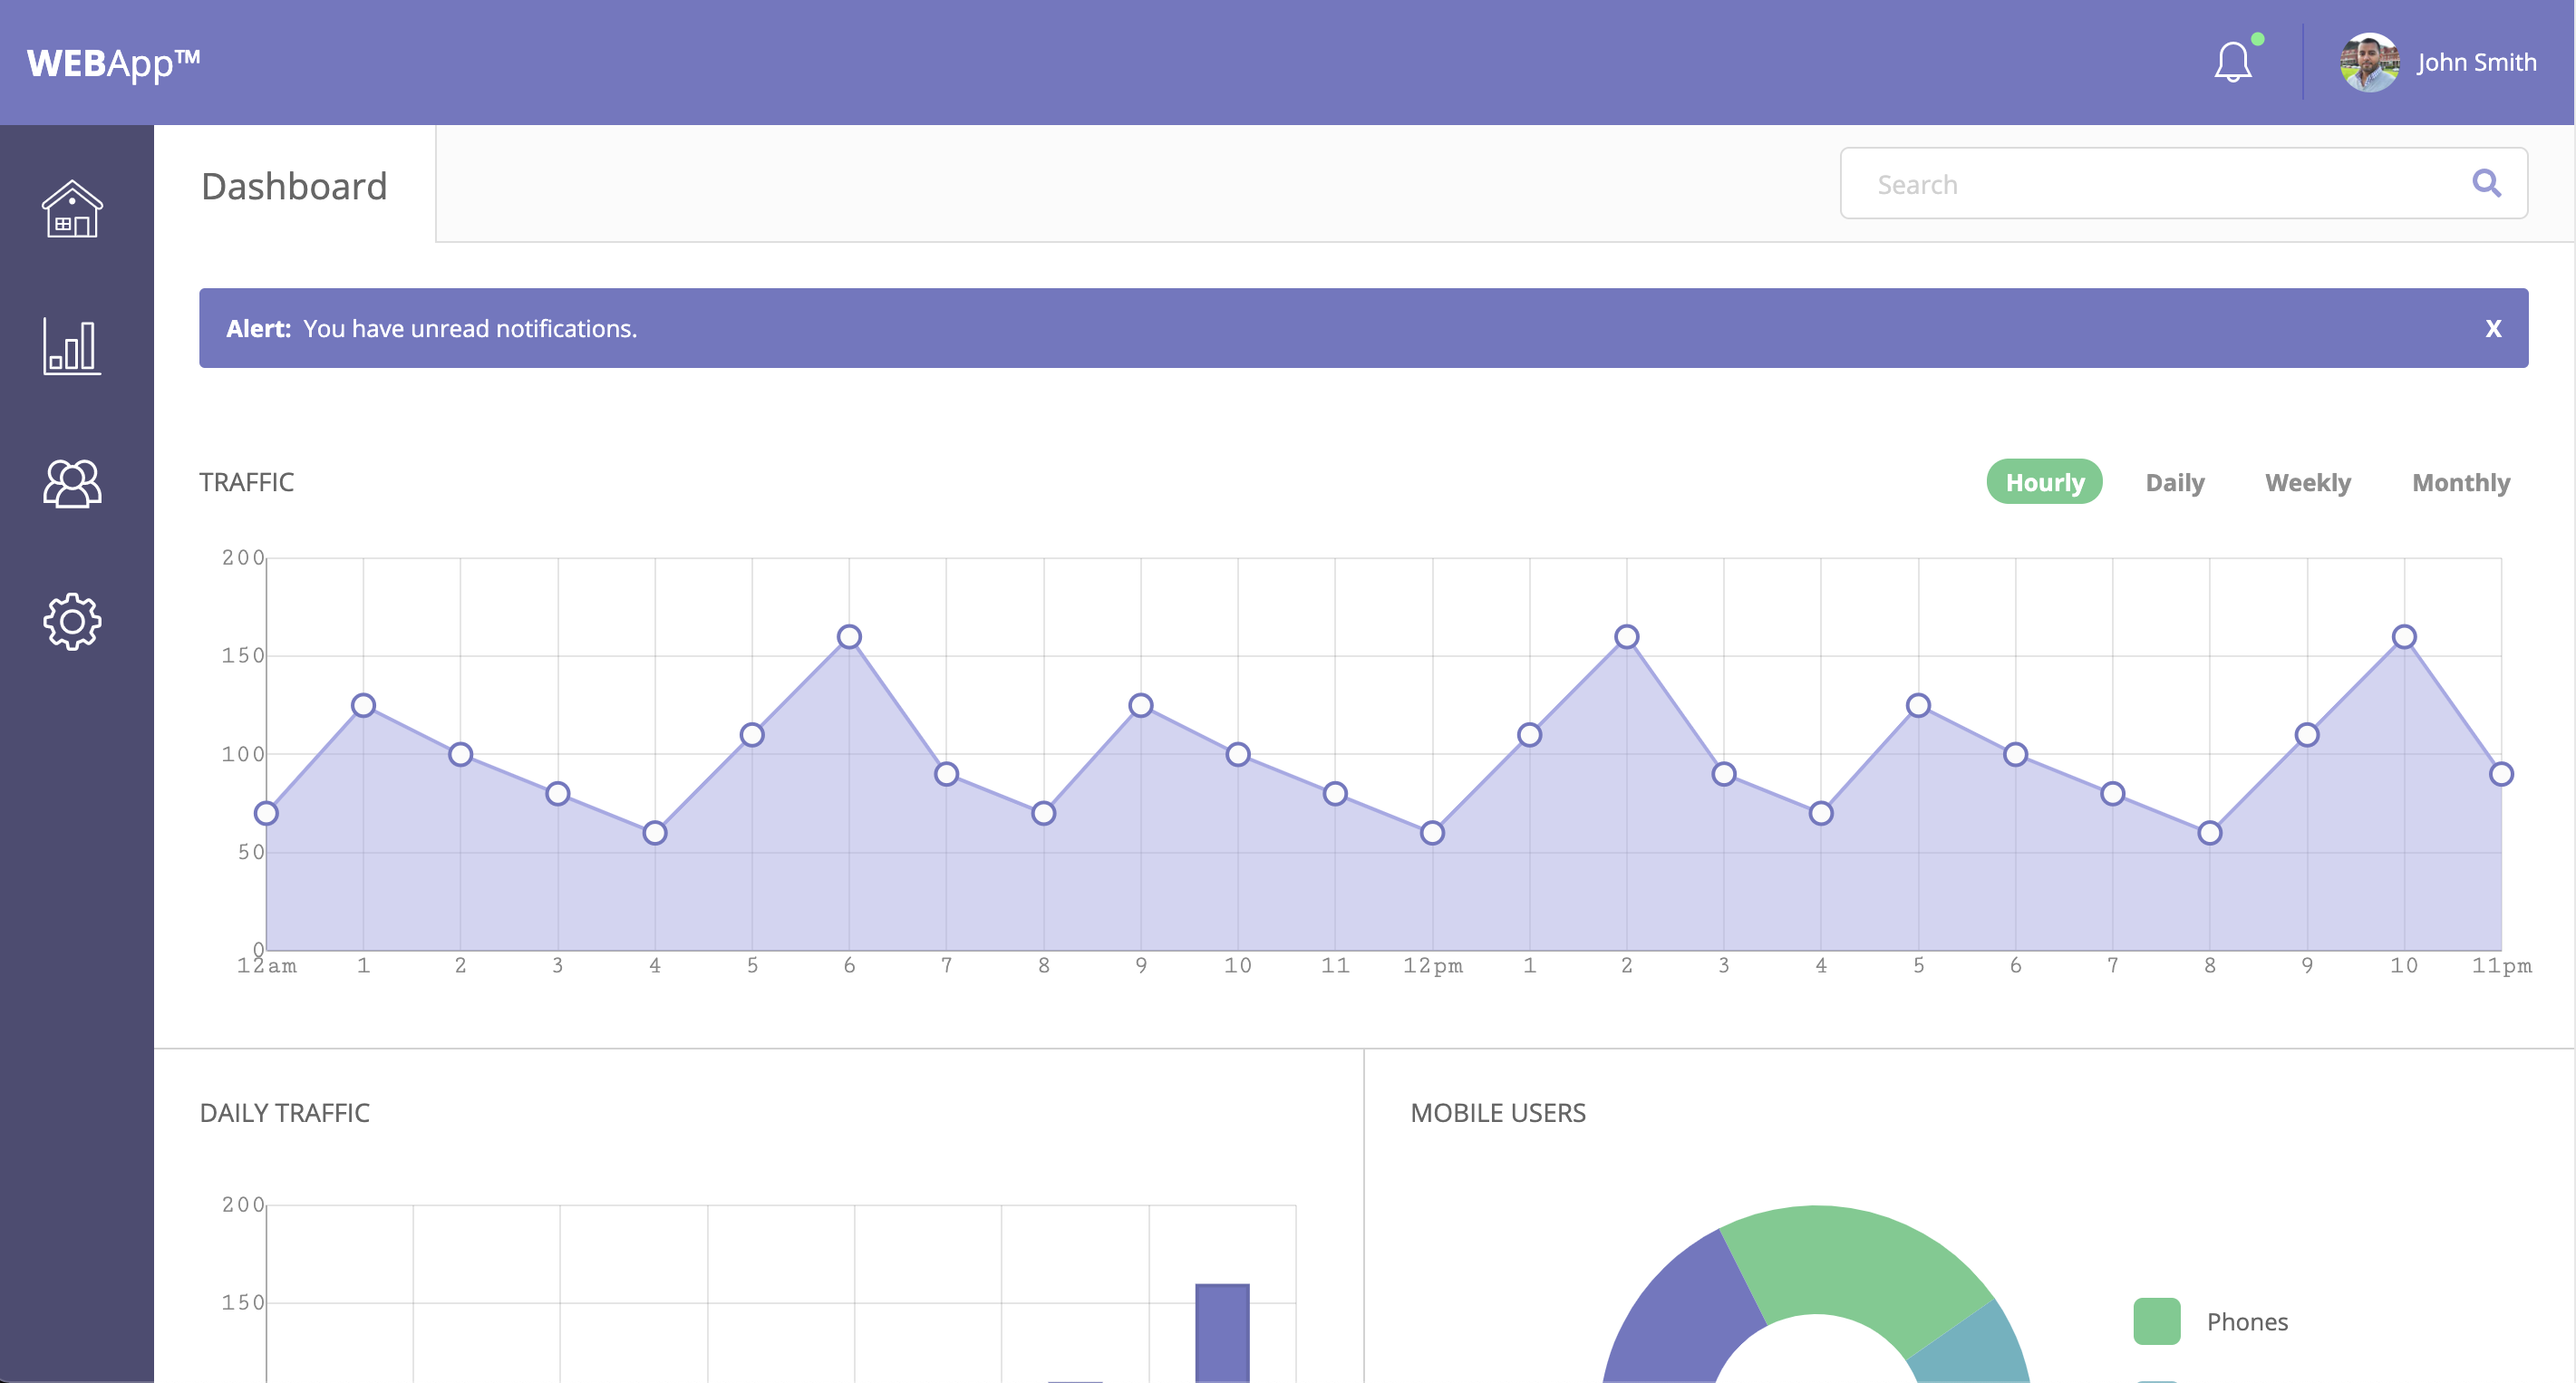 WEBApp™
John Smith
Dashboard
Search
Alert: You have unread notifications.
X
TRAFFIC
Hourly Daily Weekly Monthly
200
150
100
50
0
12am 1 2 3 4 5 6 7 8 9 10 11 12pm 1 2 3 4 5 6 7 8 9 10 11pm
DAILY TRAFFIC
200
150
MOBILE USERS
Phones